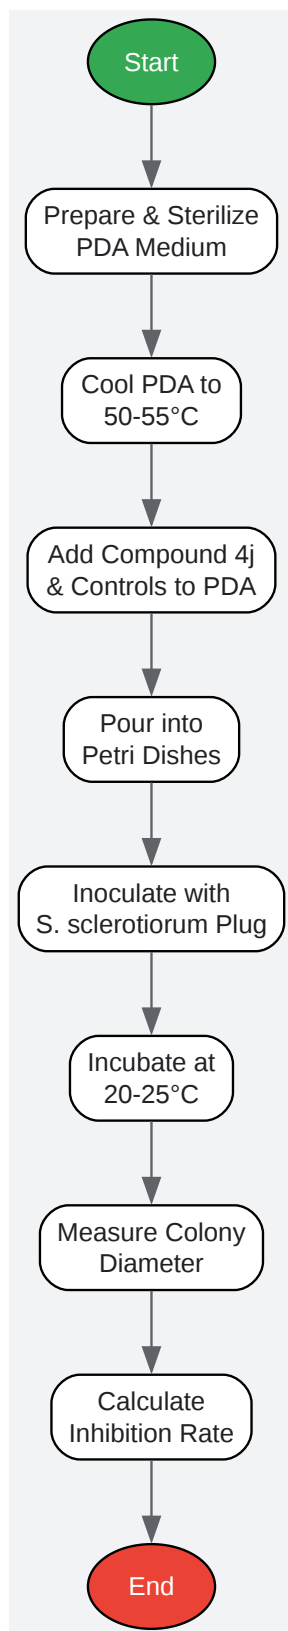 Start
Prepare & Sterilize
PDA Medium
Cool PDA to
50-55°C
Add Compound 4j
& Controls to PDA
Pour into
Petri Dishes
Inoculate with
S. sclerotiorum Plug
Incubate at
20-25°C
Measure Colony
Diameter
Calculate
Inhibition Rate
End